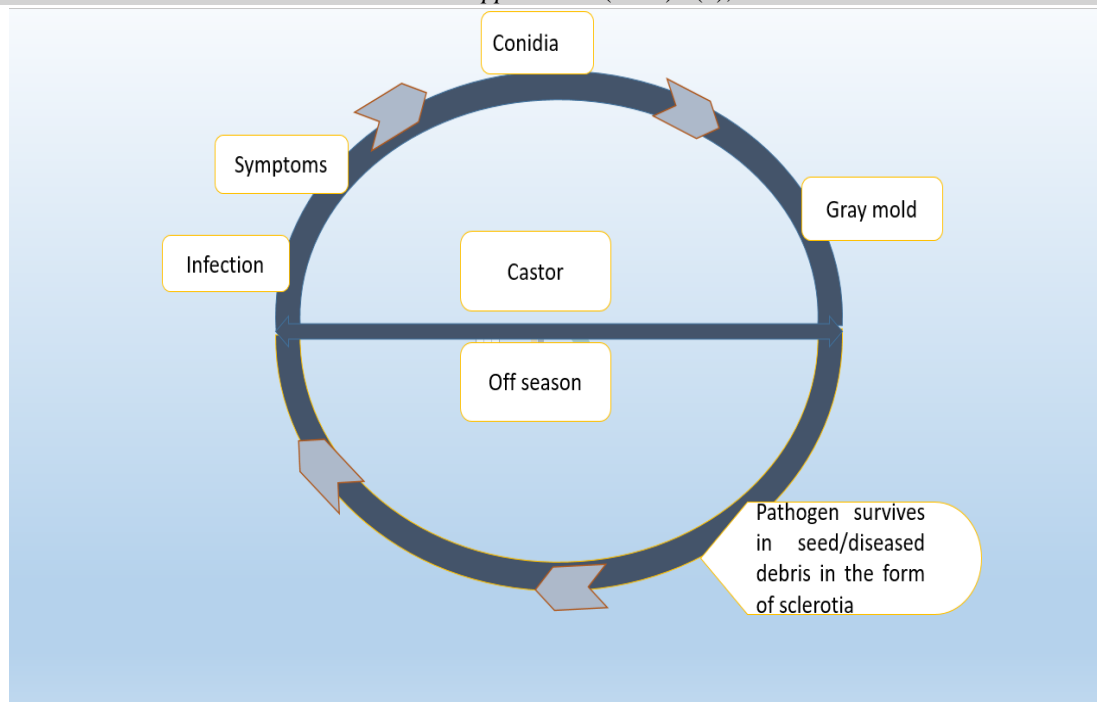 Conidia
Symptoms
Gray mold
Infection
Castor
Off season
Pathogen survives
in seed/diseased
debris in the form
of sclerotia